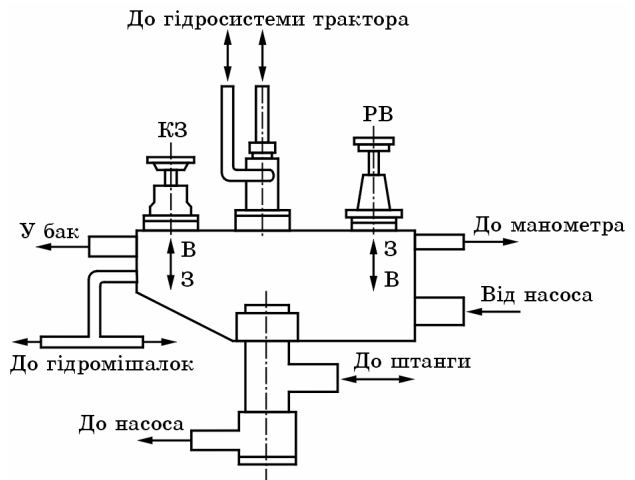 До гідросистеми трактора
КЗ
РВ
У бак
До манометра
В
З
З
В
Від насоса
До гідромішалок
До штанги
До насоса